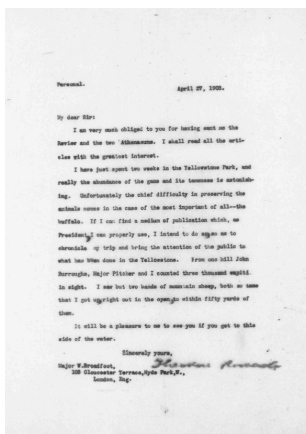 Personal.
April 27, 1903.
My dear Sir:
I am very much obliged to you for having sent me the
Review and the two Athenaeums. I shall read all the arti-
cles with the greatest interest.
I have just spent two weeks in the Yellowstone Park, and
really the abundance of the game and its tameness is astonish-
ing. Unfortunately the chief difficulty in preserving the
animals comes in the case of the most important of all--the
buffalo. If I can find a medium of publication which, as
President, I can properly use, I intend to do so as to
chronicle my trip and bring the attention of the public to
what has been done in the Yellowstone. From one hill John
Burroughs, Major Pitcher and I counted three thousand wapiti
in sight. I saw but two bands of mountain sheep, both so tame
that I got upright out in the open to within fifty yards of
them.
It will be a pleasure to me to see you if you get to this
side of the water.
Sincerely yours,
Theodore Roosevelt
Major W.Broadfoot,
103 Gloucester Terrace,Hyde Park,W.,
London, Eng.